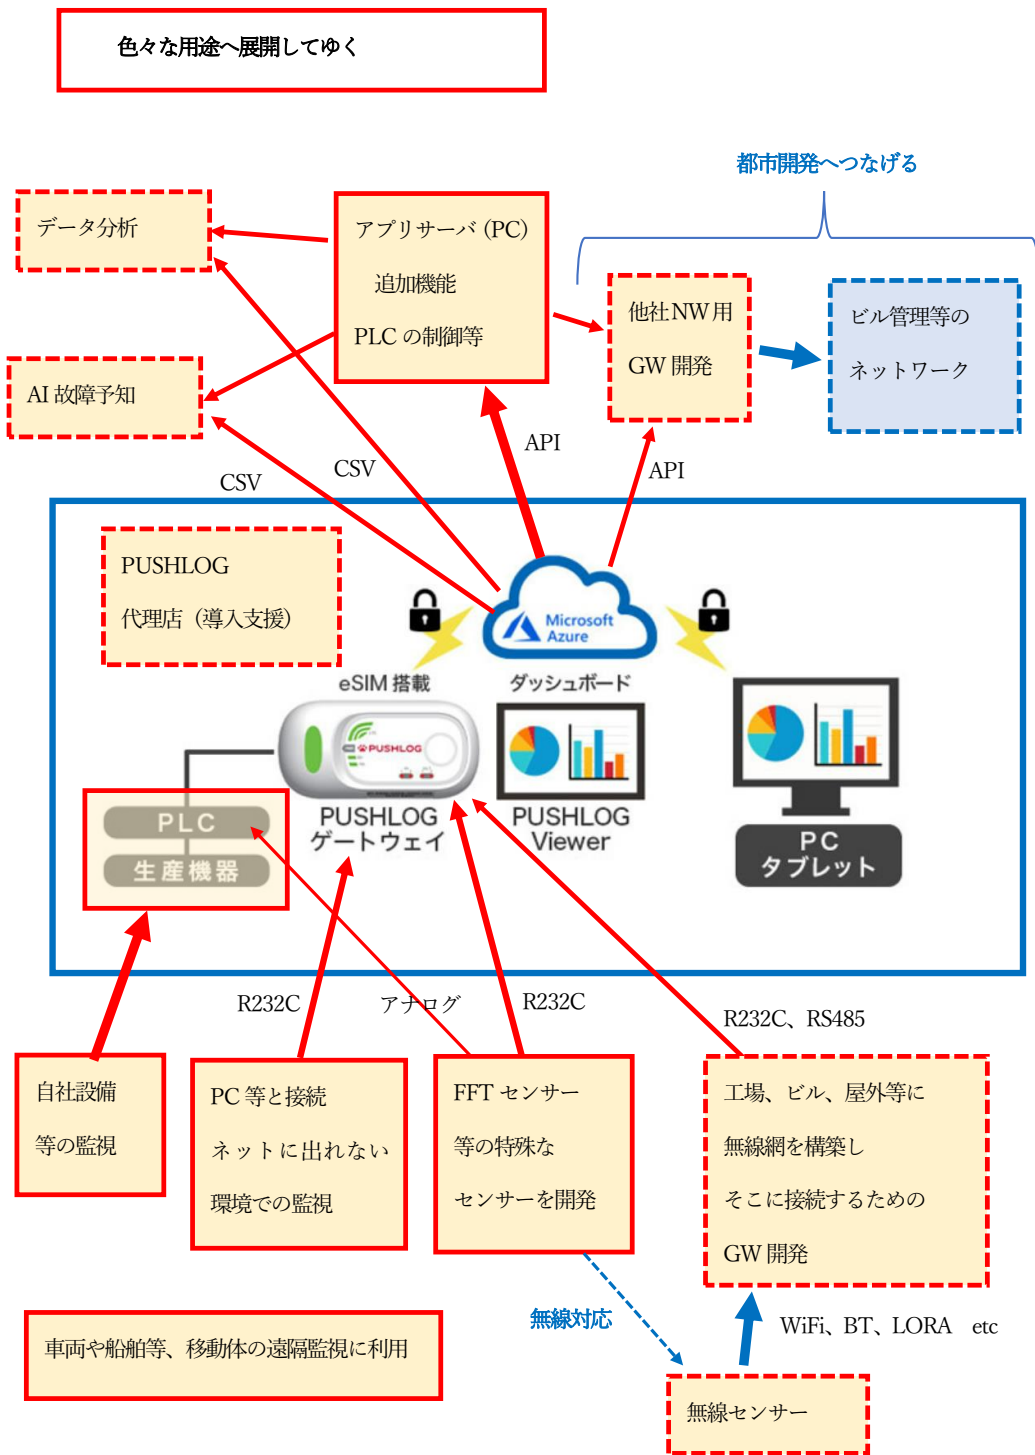 色々な用途へ展開してゆく
都市開発へつなげる
データ分析
アプリサーバ(PC)
追加機能
PLC の制御等
他社NW用
GW 開発
ビル管理等の
ネットワーク
AI 故障予知
API
CSV
CSV
API
PUSHLOG
代理店（導入支援）
Microsoft
Azure
eSIM 搭載
ダッシュボード
PUSHLOG
PUSHLOG
ゲートウェイ
PUSHLOG
Viewer
PLC
生産機器
PC
タブレット
R232C
アナログ
R232C
R232C、RS485
自社設備
等の監視
PC 等と接続
ネットに出れない
環境での監視
FFT センサー
等の特殊な
センサーを開発
工場、ビル、屋外等に
無線網を構築し
そこに接続するための
GW 開発
無線対応
WiFi、BT、LORA　etc
車両や船舶等、移動体の遠隔監視に利用
無線センサー